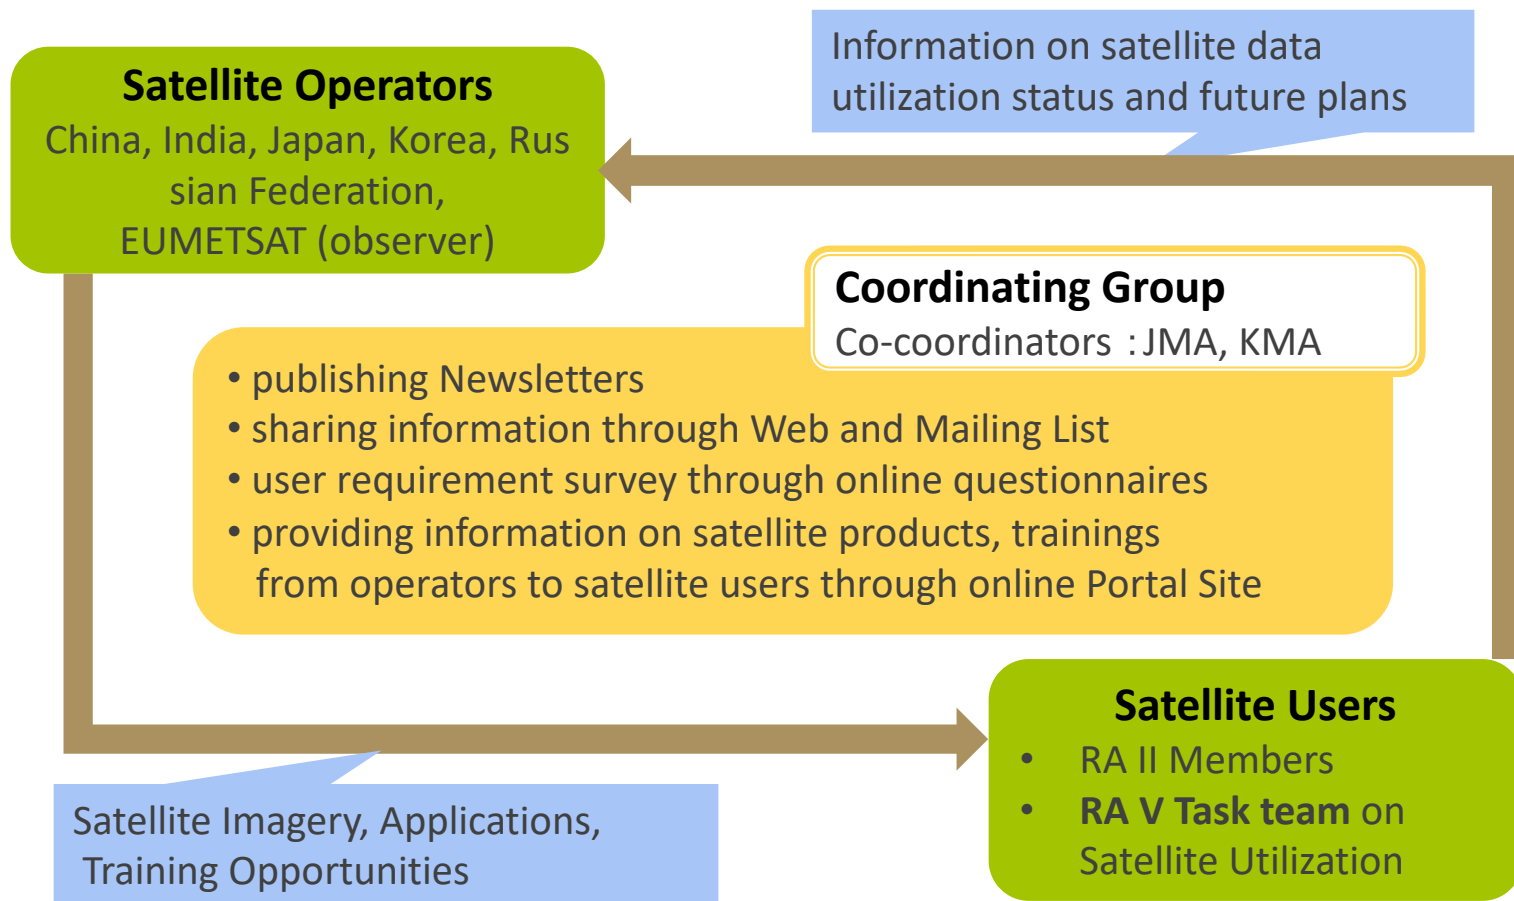 Satellite Operators
China, India, Japan, Korea, Rus
sian Federation,
EUMETSAT (observer)
Information on satellite data
utilization status and future plans
Coordinating Group
Co-coordinators : JMA, KMA
• publishing Newsletters
• sharing information through Web and Mailing List
• user requirement survey through online questionnaires
• providing information on satellite products, trainings
from operators to satellite users through online Portal Site
Satellite Users
• RA II Members
• RA V Task team on
Satellite Utilization
Satellite Imagery, Applications,
Training Opportunities